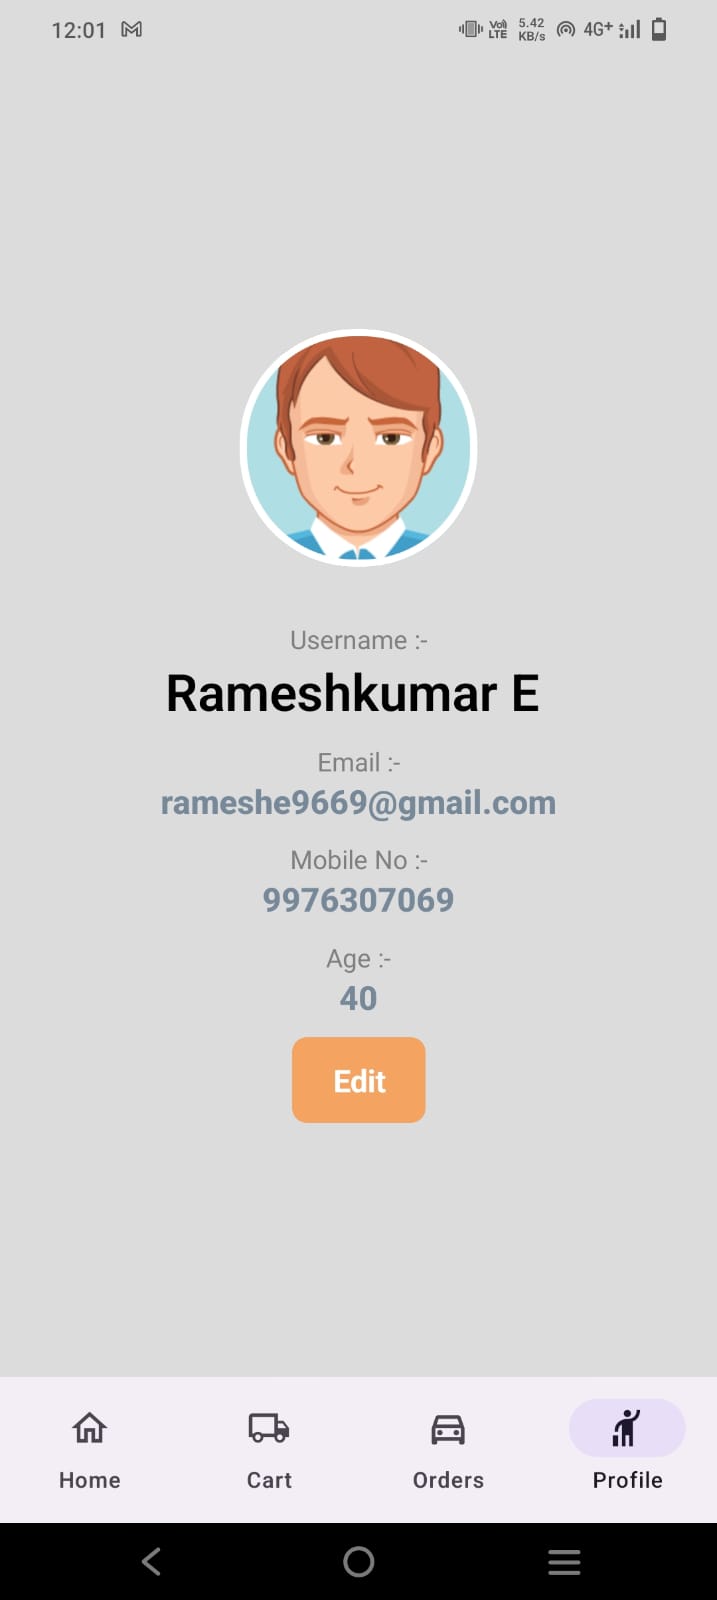 12:01 VoD LTE 5.42 KB/s 4G+
Username :-
Rameshkumar E
Email :-
rameshe9669@gmail.com
Mobile No :-
9976307069
Age :-
40
Edit
Home Cart Orders Profile